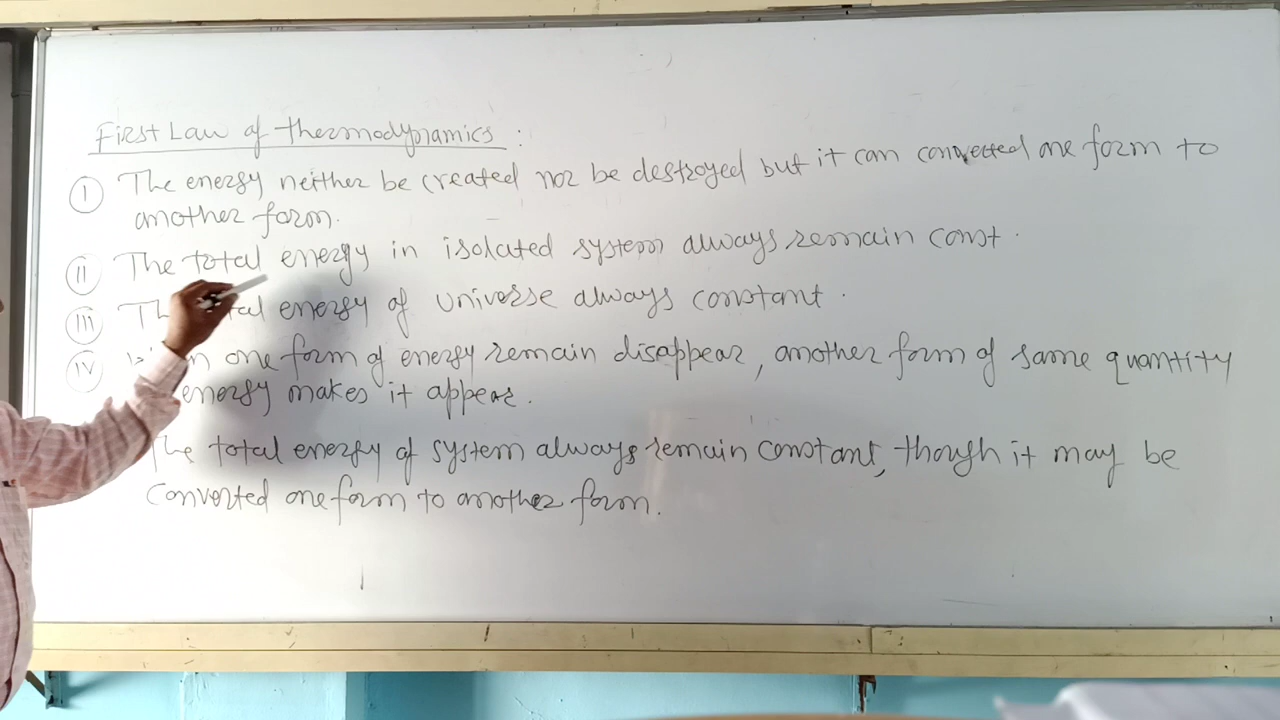 First Law of thermodynamics :
I The energy neither be created nor be destroyed but it can converted one form to
another form.
II The total energy in isolated system always remain const.
III Th tal energy of universe always constant.
IV n one form of energy remain disappear, another form of same quantity
energy makes it appear.
The total energy of system always remain constant, though it may be
converted one form to another form.